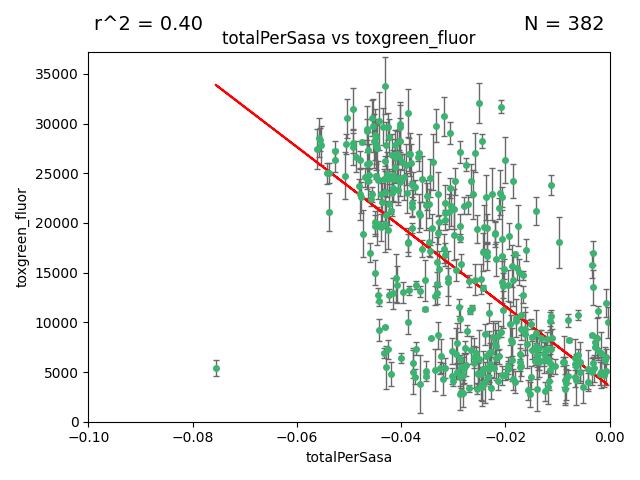 r^2 = 0.40
N = 382
totalPerSasa vs toxgreen_fluor
35000
30000
25000
20000
15000
10000
5000
0
toxgreen_fluor
−0.10
−0.08
−0.06
−0.04
−0.02
0.00
totalPerSasa